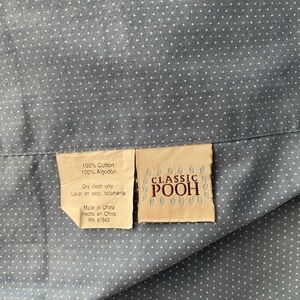 100% Cotton
100% Algodon
Dry clean only
Lavar en seco, solamente
Made in China
Hecho en China
RN 67643
CLASSIC
POOH